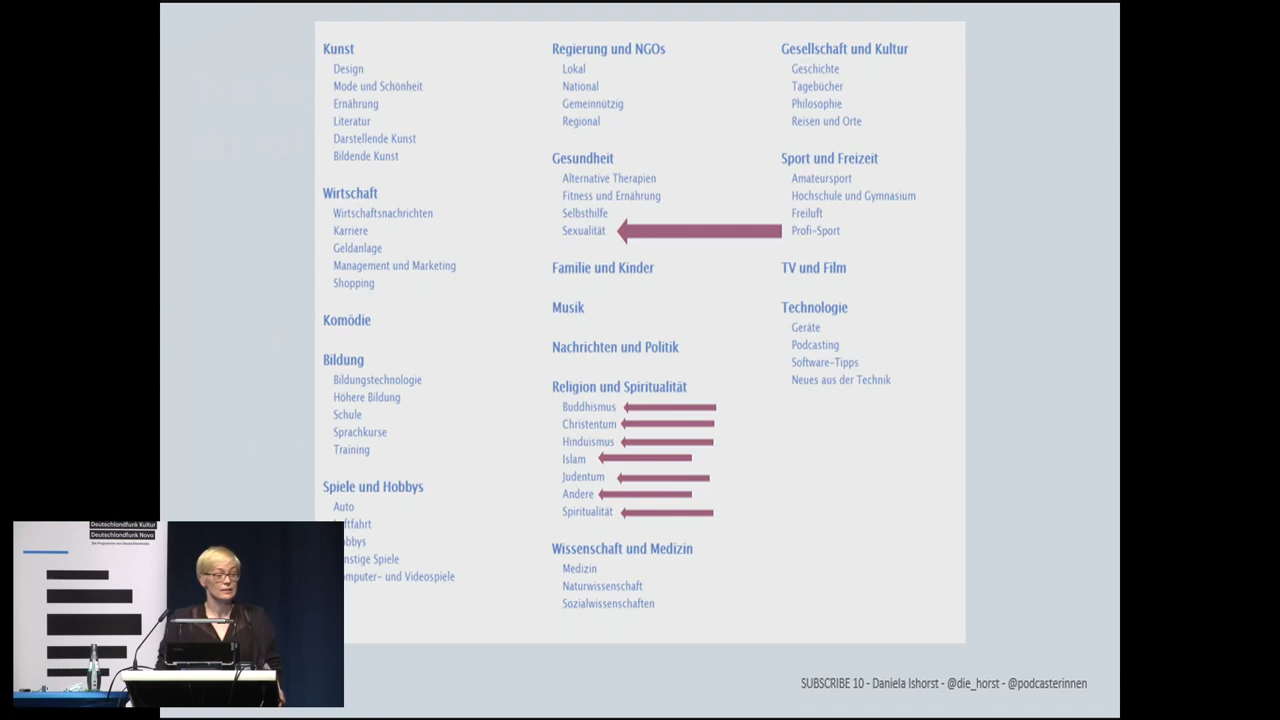 Kunst
Design
Mode und Schönheit
Ernährung
Literatur
Darstellende Kunst
Bildende Kunst
Wirtschaft
Wirtschaftsnachrichten
Karriere
Geldanlage
Management und Marketing
Shopping
Komödie
Bildung
Bildungstechnologie
Höhere Bildung
Schule
Sprachkurse
Training
Spiele und Hobbys
Auto
uftfahrt
obbys
nstige Spiele
mputer- und Videospiele
Regierung und NGOs
Lokal
National
Gemeinnützig
Regional
Gesundheit
Alternative Therapien
Fitness und Ernährung
Selbsthilfe
Sexualität
Familie und Kinder
Musik
Nachrichten und Politik
Religion und Spiritualität
Buddhismus
Christentum
Hinduismus
Islam
Judentum
Andere
Spiritualität
Wissenschaft und Medizin
Medizin
Naturwissenschaft
Sozialwissenschaften
Gesellschaft und Kultur
Geschichte
Tagebücher
Philosophie
Reisen und Orte
Sport und Freizeit
Amateursport
Hochschule und Gymnasium
Freiluft
Profi-Sport
TV und Film
Technologie
Geräte
Podcasting
Software-Tipps
Neues aus der Technik
Deutschlandfunk Kultur
Deutschlandfunk Nova
SUBSCRIBE 10 - Daniela Ishorst - @die_horst - @podcasterinnen